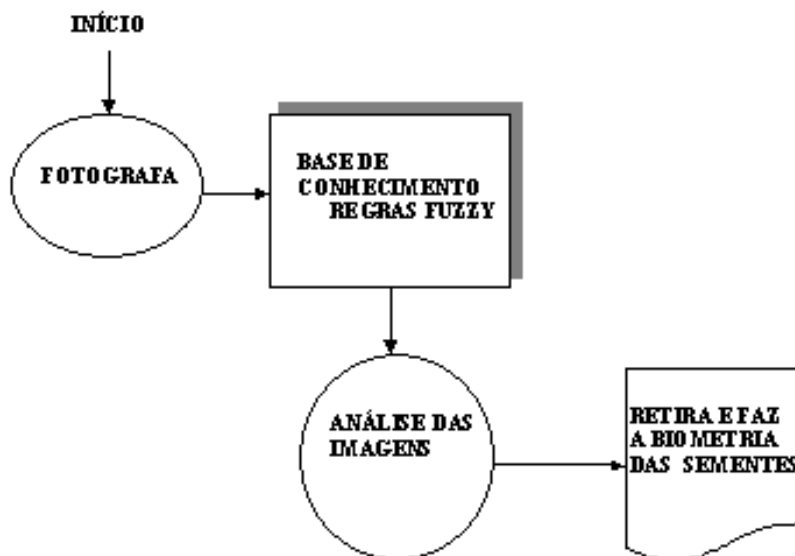 INÍCIO
FOTOGRAFA
BASE DE
CONHECIMENTO
REGRAS FUZZY
ANÁLISE DAS
IMAGENS
RETIRA E FAZ
A BIOMETRIA
DAS SEMENTES